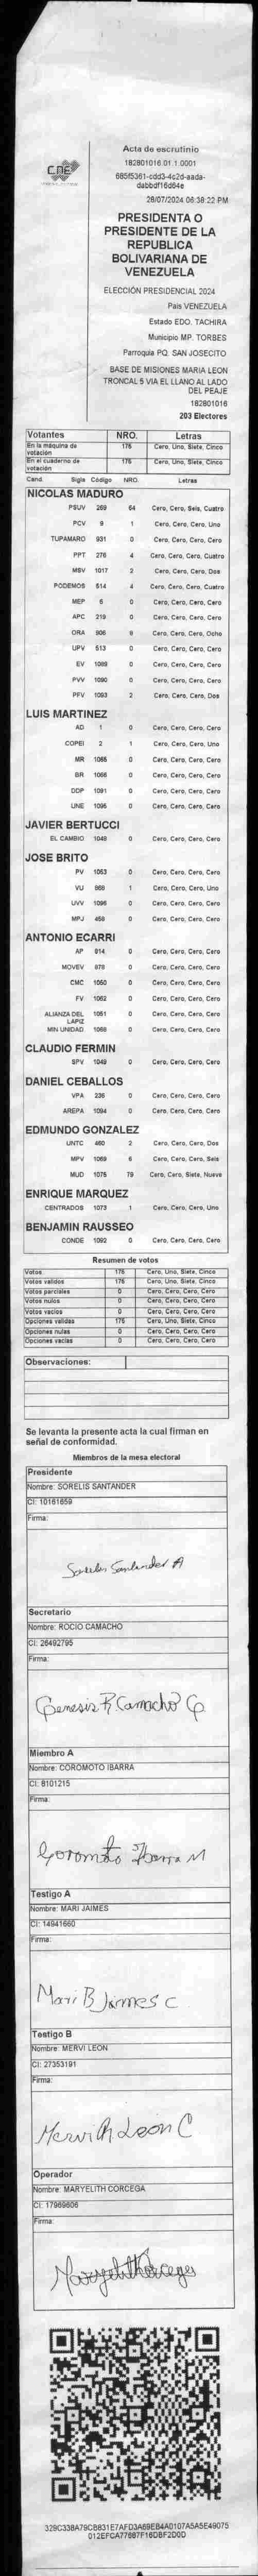 CNE
Acta de escrutinio
182801016.01.1.0001
dabbdf16d64e
28/07/2024 06:38:22 PM
PRESIDENTA O
PRESIDENTE DE LA
REPUBLICA
BOLIVARIANA DE
VENEZUELA
ELECCIÓN PRESIDENCIAL 2024
País VENEZUELA
Estado EDO. TACHIRA
Municipio MP. TORBES
Parroquia PQ. SAN JOSECITO
BASE DE MISIONES MARIA LEON
TRONCAL 5 VIA EL LLANO AL LADO
DEL PEAJE
182801016
203 Electores
Votantes NRO. Letras
En la máquina de votación 175 Cero, Uno, Siete, Cinco
En el cuaderno de votación 175 Cero, Uno, Siete, Cinco
Cand. Sigla Código NRO. Letras
NICOLAS MADURO
PSUV 269 64 Cero, Cero, Seis, Cuatro
PCV 9 1 Cero, Cero, Cero, Uno
TUPAMARO 931 0 Cero, Cero, Cero, Cero
PPT 276 4 Cero, Cero, Cero, Cuatro
MSV 1017 2 Cero, Cero, Cero, Dos
PODEMOS 514 4 Cero, Cero, Cero, Cuatro
MEP 6 0 Cero, Cero, Cero, Cero
APC 219 0 Cero, Cero, Cero, Cero
ORA 906 8 Cero, Cero, Cero, Ocho
UPV 513 0 Cero, Cero, Cero, Cero
EV 1009 0 Cero, Cero, Cero, Cero
PVV 1090 0 Cero, Cero, Cero, Cero
PFV 1093 2 Cero, Cero, Cero, Dos
LUIS MARTINEZ
AD 1 0 Cero, Cero, Cero, Cero
COPEI 2 1 Cero, Cero, Cero, Uno
MR 1065 0 Cero, Cero, Cero, Cero
BR 1066 0 Cero, Cero, Cero, Cero
DDP 1091 0 Cero, Cero, Cero, Cero
UNE 1095 0 Cero, Cero, Cero, Cero
JAVIER BERTUCCI
EL CAMBIO 1048 0 Cero, Cero, Cero, Cero
JOSE BRITO
PV 1053 0 Cero, Cero, Cero, Cero
VU 868 1 Cero, Cero, Cero, Uno
UVV 1096 0 Cero, Cero, Cero, Cero
MPJ 459 0 Cero, Cero, Cero, Cero
ANTONIO ECARRI
AP 914 0 Cero, Cero, Cero, Cero
MOVEV 978 0 Cero, Cero, Cero, Cero
CMC 1050 0 Cero, Cero, Cero, Cero
FV 1062 0 Cero, Cero, Cero, Cero
ALIANZA DEL LAPIZ 1051 0 Cero, Cero, Cero, Cero
MIN UNIDAD 1068 0 Cero, Cero, Cero, Cero
CLAUDIO FERMIN
SPV 1049 0 Cero, Cero, Cero, Cero
DANIEL CEBALLOS
VPA 236 0 Cero, Cero, Cero, Cero
AREPA 1094 0 Cero, Cero, Cero, Cero
EDMUNDO GONZALEZ
UNTC 460 2 Cero, Cero, Cero, Dos
MPV 1069 6 Cero, Cero, Cero, Seis
MUD 1075 79 Cero, Cero, Siete, Nueve
ENRIQUE MARQUEZ
CENTRADOS 1073 1 Cero, Cero, Cero, Uno
BENJAMIN RAUSSEO
CONDE 1092 0 Cero, Cero, Cero, Cero
Resumen de votos
Votos 175 Cero, Uno, Siete, Cinco
Votos validos 175 Cero, Uno, Siete, Cinco
Votos parciales 0 Cero, Cero, Cero, Cero
Votos nulos 0 Cero, Cero, Cero, Cero
Votos vacios 0 Cero, Cero, Cero, Cero
Opciones validas 175 Cero, Uno, Siete, Cinco
Opciones nulas 0 Cero, Cero, Cero, Cero
Opciones vacias 0 Cero, Cero, Cero, Cero
Observaciones:
Se levanta la presente acta la cual firman en
señal de conformidad.
Miembros de la mesa electoral
Presidente
Nombre: SORELIS SANTANDER
CI: 10161659
Firma:
Sorelis Santander A
Secretario
Nombre: ROCIO CAMACHO
CI: 26492795
Firma:
Genesis R Camacho G
Miembro A
Nombre: COROMOTO IBARRA
CI: 8101215
Firma:
Coromoto Ibarra M
Testigo A
Nombre: MARI JAIMES
CI: 14941660
Firma:
Mari B Jaimes C
Testigo B
Nombre: MERVI LEON
CI: 27353191
Firma:
Mervi Leon C
Operador
Nombre: MARYELITH CORCEGA
CI: 17969806
Firma: